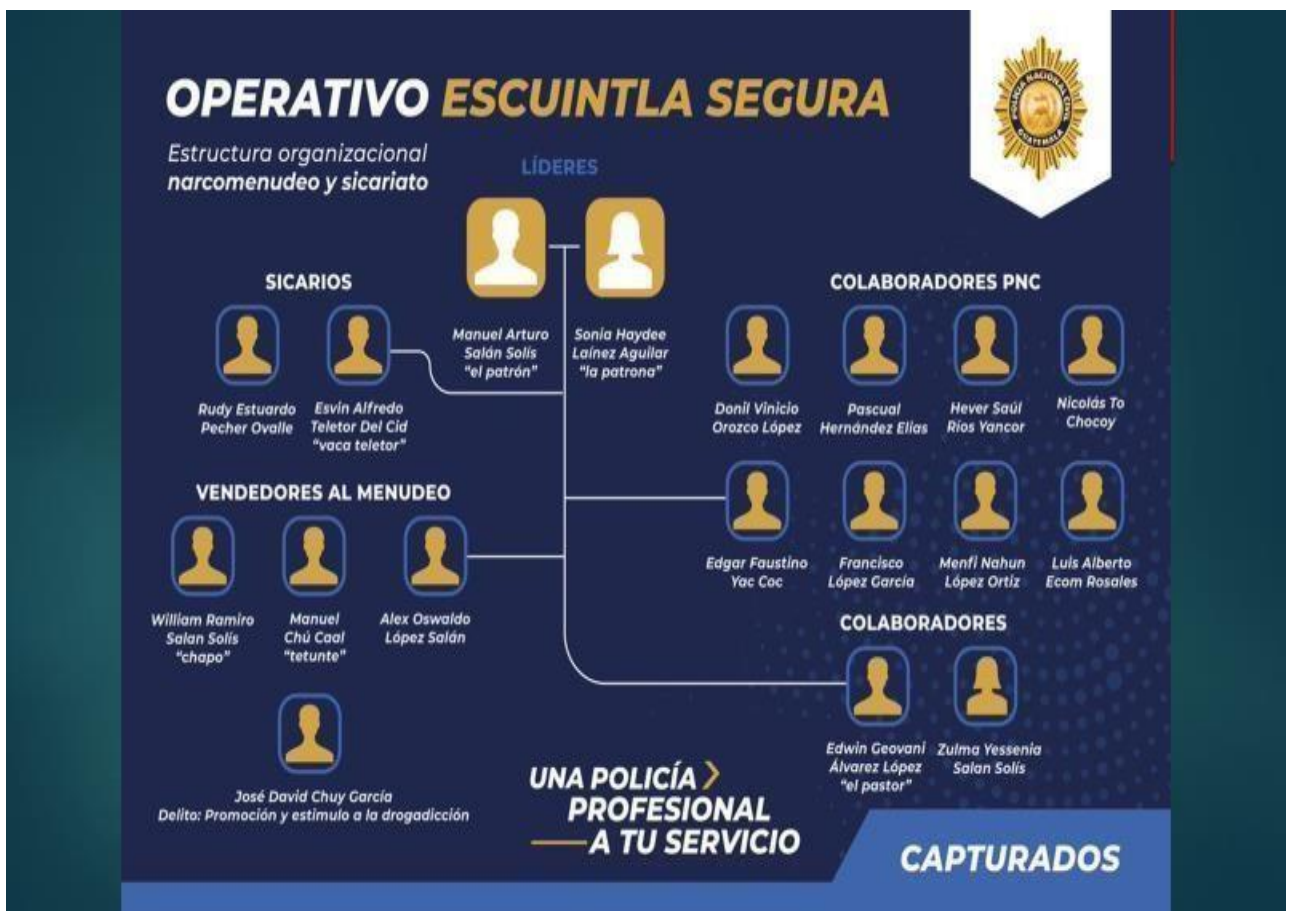 OPERATIVO ESCUINTLA SEGURA
Estructura organizacional
narcomenudeo y sicariato
POLICIA NACIONAL CIVIL
GUATEMALA
LÍDERES
Manuel Arturo
Salán Solís
"el patrón"
Sonia Haydee
Laínez Aguilar
"la patrona"
SICARIOS
Rudy Estuardo
Pecher Ovalle
Esvin Alfredo
Teletor Del Cid
"vaca teletor"
VENDEDORES AL MENUDEO
William Ramiro
Salan Solís
"chapo"
Manuel
Chú Caal
"tetunte"
Alex Oswaldo
López Salán
José David Chuy García
Delito: Promoción y estimulo a la drogadicción
COLABORADORES PNC
Donil Vinicio
Orozco López
Pascual
Hernández Elías
Hever Saúl
Ríos Yancor
Nicolás To
Chocoy
Edgar Faustino
Yac Coc
Francisco
López García
Menfi Nahun
López Ortiz
Luis Alberto
Ecom Rosales
COLABORADORES
Edwin Geovani
Álvarez López
"el pastor"
Zulma Yessenia
Salan Solís
UNA POLICÍA
PROFESIONAL
A TU SERVICIO
CAPTURADOS